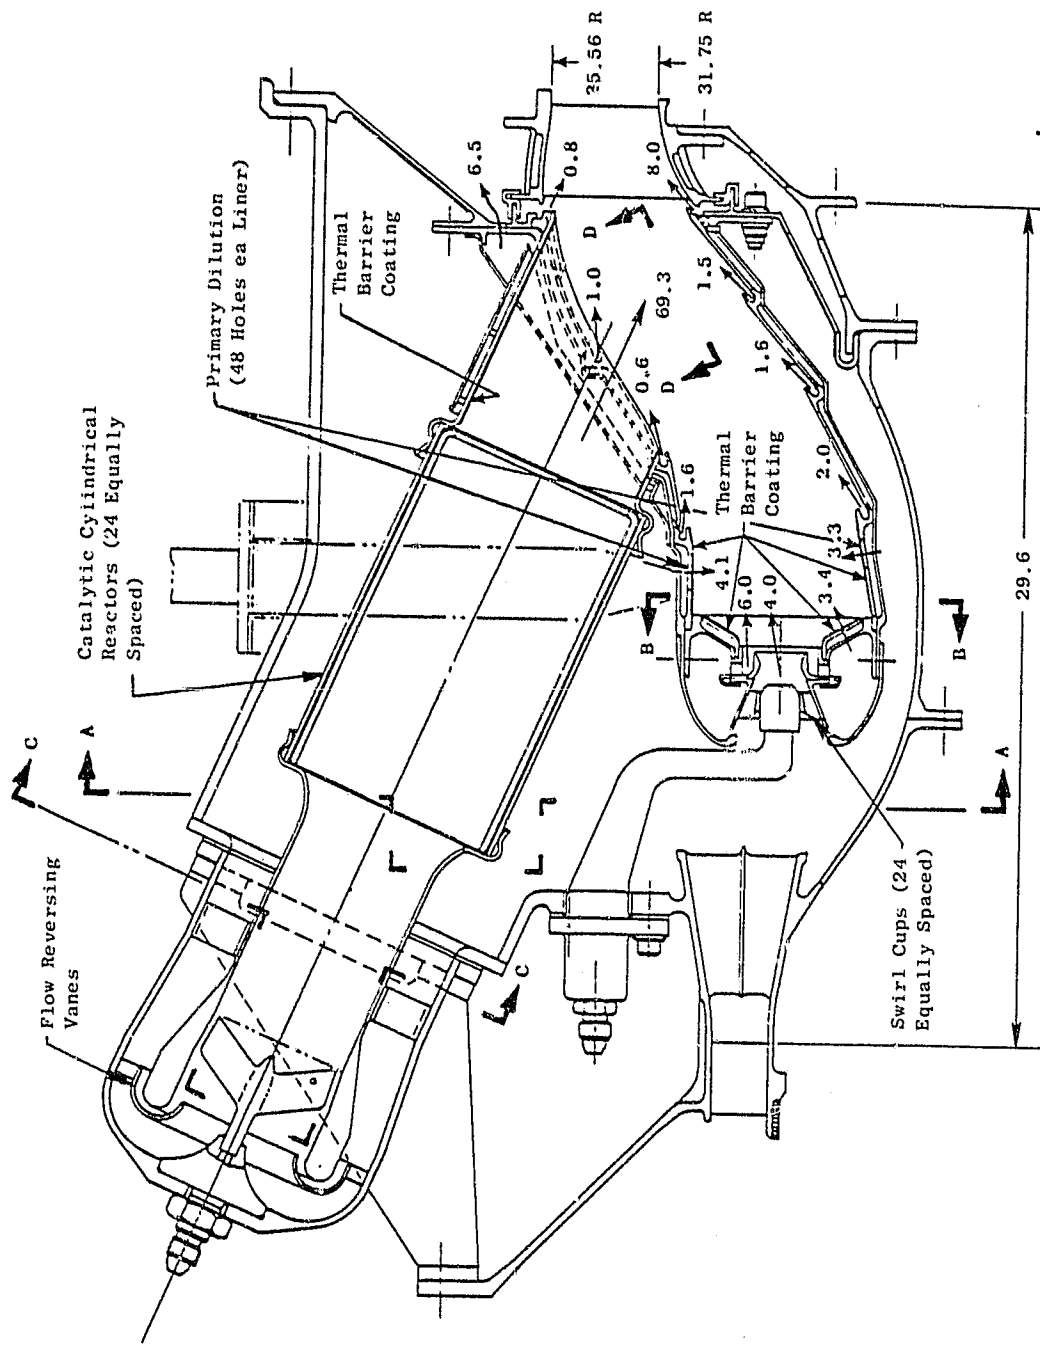 Primary Dilution
(48 Holes ea Liner)
Catalytic Cylindrical
Reactors (24 Equally
Spaced)
Thermal
Barrier
Coating
Flow Reversing
Vanes
C
A
6.5
0.8
8.0
31.75 R
D
1.0
69.3
0.6
D
1.5
1.6
1.6
Thermal
Barrier
Coating
2.0
3.3
4.1
6.0
4.0
3.4
B
B
A
C
Swirl Cups (24
Equally Spaced)
29.6